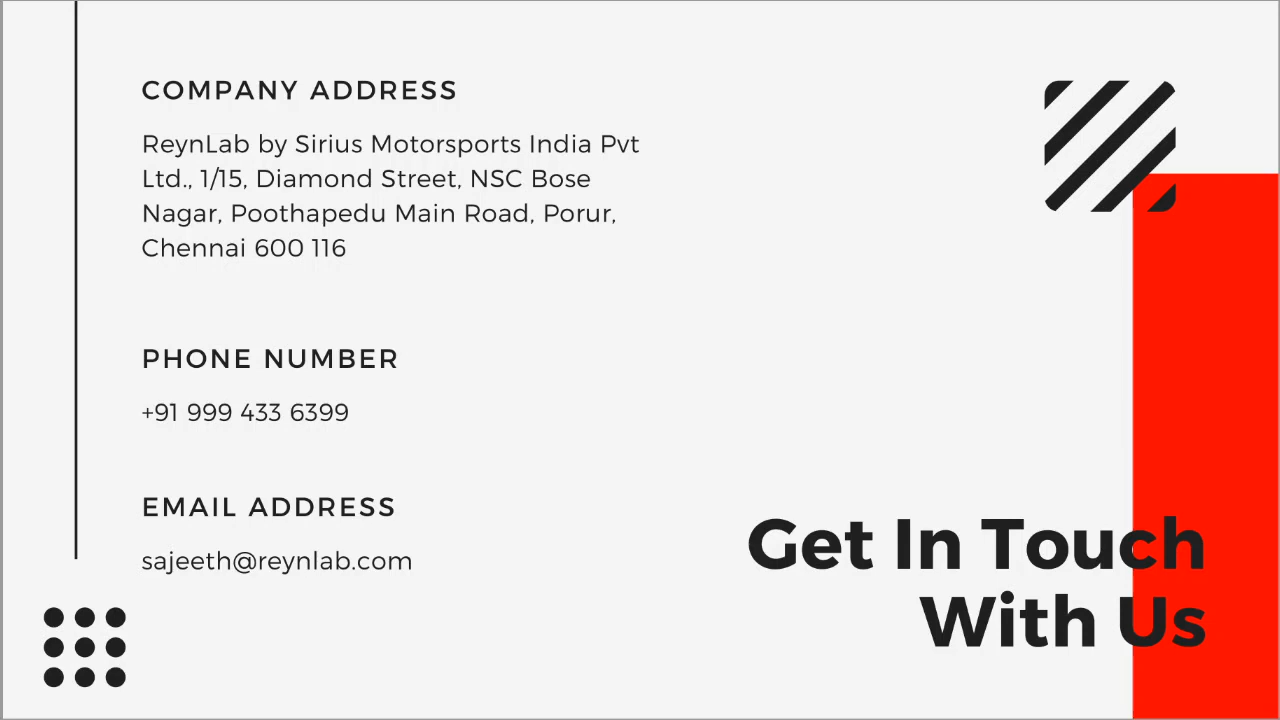 COMPANY ADDRESS
ReynLab by Sirius Motorsports India Pvt
Ltd., 1/15, Diamond Street, NSC Bose
Nagar, Poothapedu Main Road, Porur,
Chennai 600 116
PHONE NUMBER
+91 999 433 6399
EMAIL ADDRESS
sajeeth@reynlab.com
Get In Touch
With Us